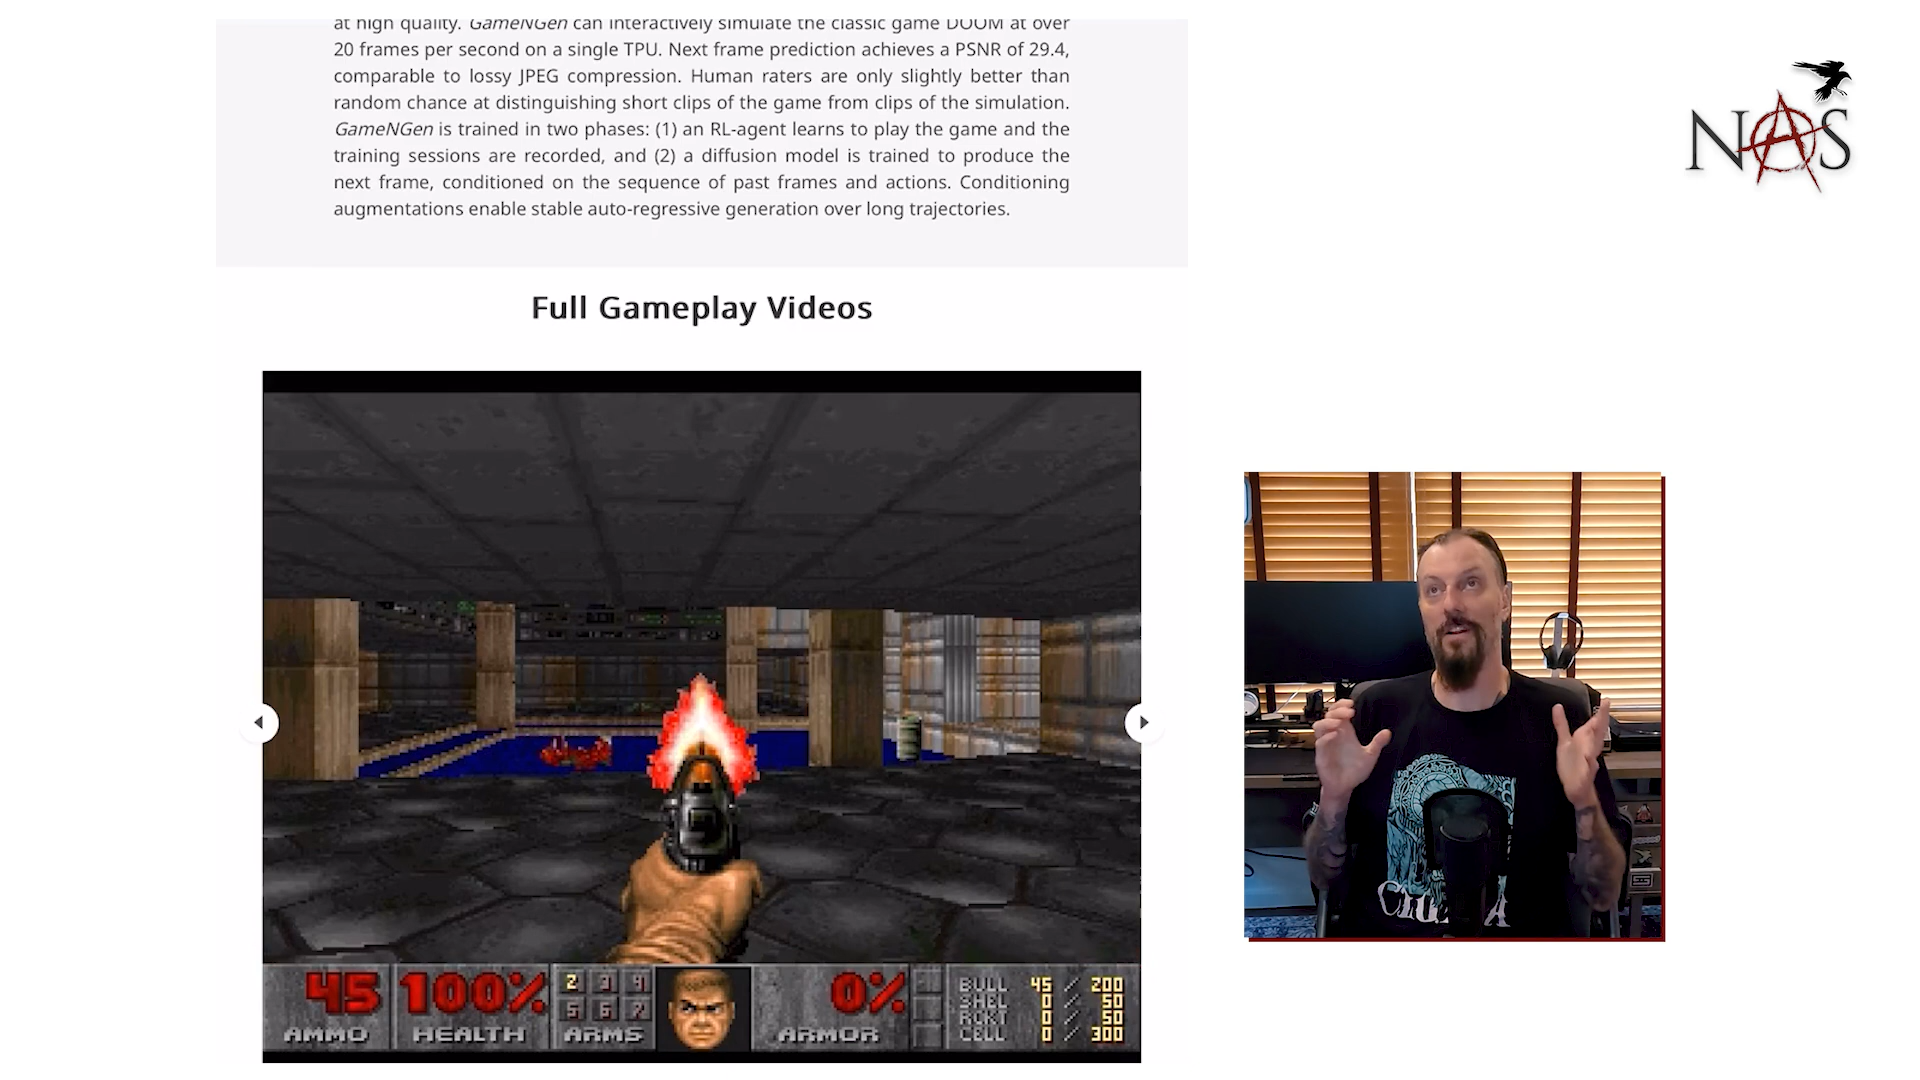 at high quality. GameNGen can interactively simulate the classic game DOOM at over
20 frames per second on a single TPU. Next frame prediction achieves a PSNR of 29.4,
comparable to lossy JPEG compression. Human raters are only slightly better than
random chance at distinguishing short clips of the game from clips of the simulation.
GameNGen is trained in two phases: (1) an RL-agent learns to play the game and the
training sessions are recorded, and (2) a diffusion model is trained to produce the
next frame, conditioned on the sequence of past frames and actions. Conditioning
augmentations enable stable auto-regressive generation over long trajectories.
NAS
Full Gameplay Videos
45 100% 2 3 4 0% BULL 45 / 200
5 6 7 SHEL 0 / 50
RCKT 0 / 50
AMMO HEALTH ARMS ARMOR CELL 0 / 300